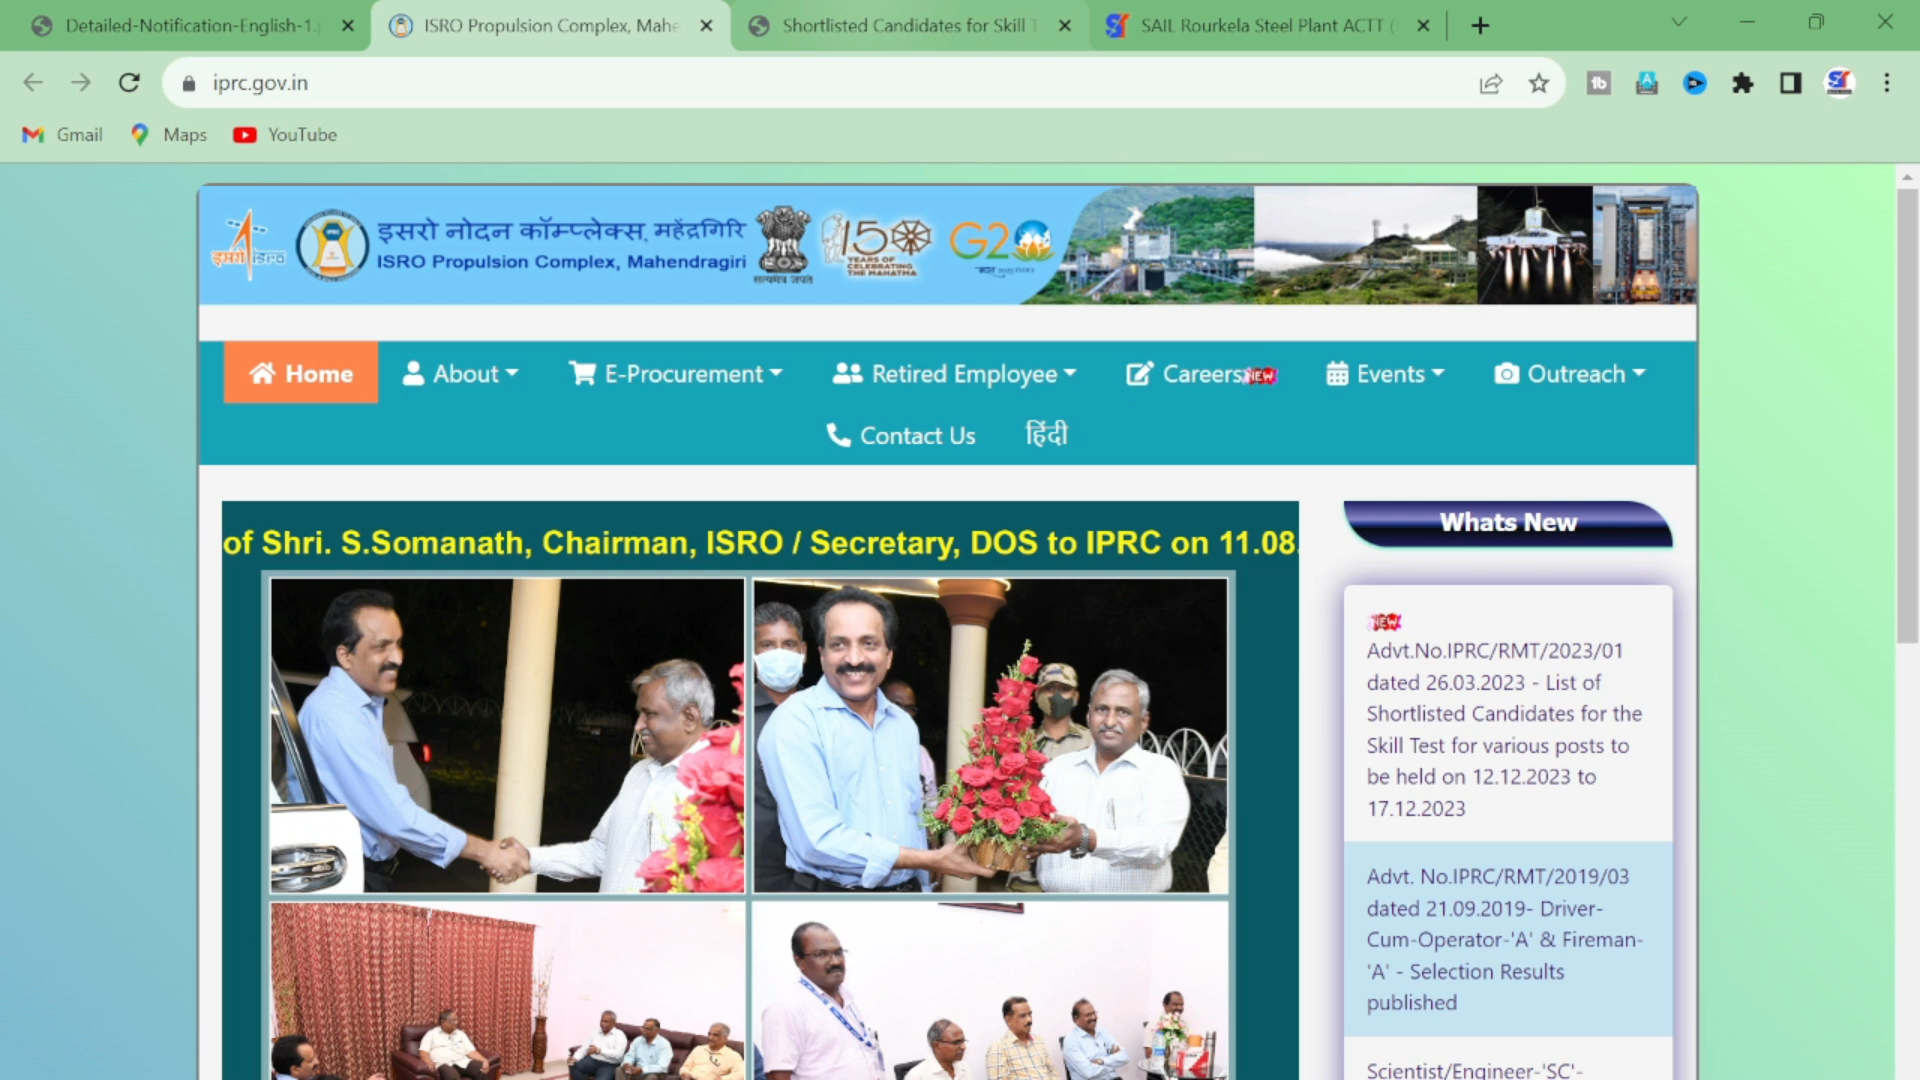 Detailed-Notification-English-1.p
ISRO Propulsion Complex, Mahe
Shortlisted Candidates for Skill T
SAIL Rourkela Steel Plant ACTT (
iprc.gov.in
tb
A
Gmail
Maps
YouTube
इसरो isro
इसरो नोदन कॉम्प्लेक्स, महेंद्रगिरि
ISRO Propulsion Complex, Mahendragiri
सत्यमेव जयते
150
YEARS OF
CELEBRATING
THE MAHATMA
G20
Home
About
E-Procurement
Retired Employee
Careers NEW
Events
Outreach
Contact Us
हिंदी
of Shri. S.Somanath, Chairman, ISRO / Secretary, DOS to IPRC on 11.08.
Whats New
NEW
Advt.No.IPRC/RMT/2023/01
dated 26.03.2023 - List of
Shortlisted Candidates for the
Skill Test for various posts to
be held on 12.12.2023 to
17.12.2023
Advt. No.IPRC/RMT/2019/03
dated 21.09.2019- Driver-
Cum-Operator-'A' & Fireman-
'A' - Selection Results
published
Scientist/Engineer-'SC'-